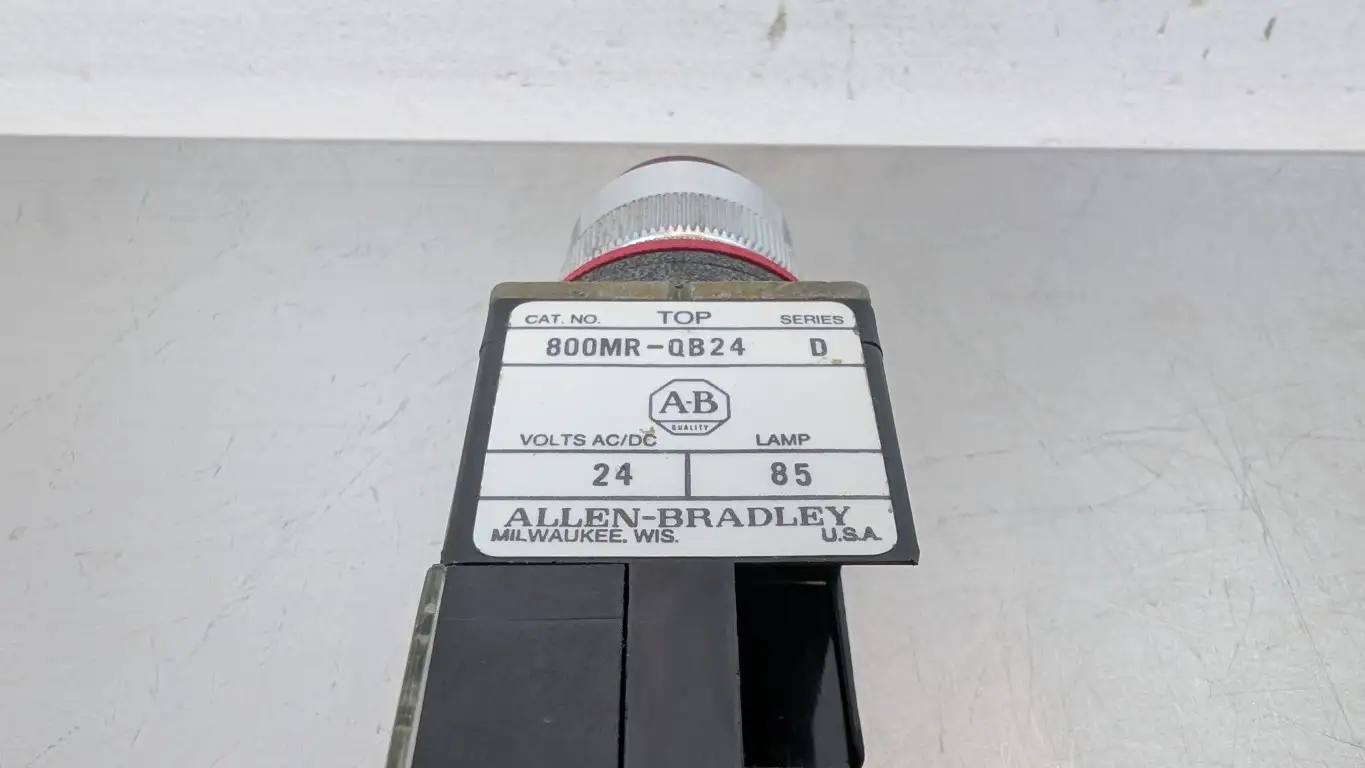 CAT. NO. TOP SERIES
800MR-QB24 D
A-B
QUALITY
VOLTS AC/DC LAMP
24 85
ALLEN-BRADLEY
MILWAUKEE, WIS. U.S.A.